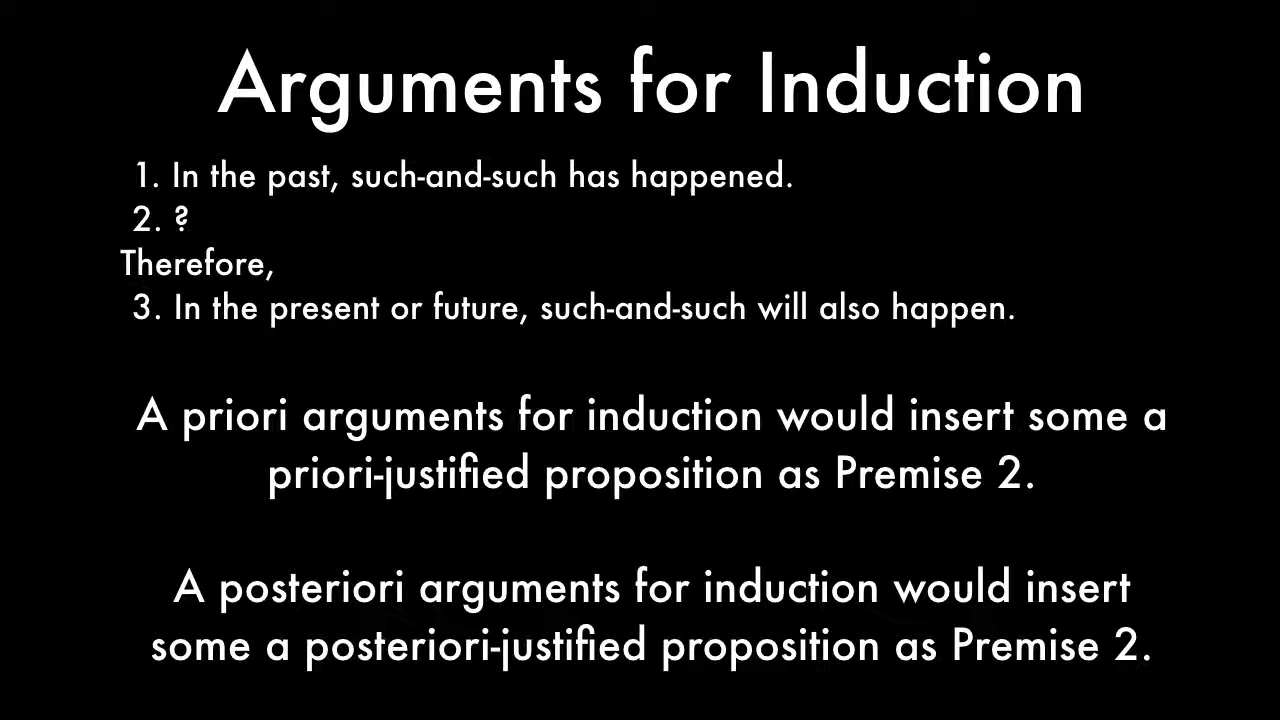 Arguments for Induction
1. In the past, such-and-such has happened.
2. ?
Therefore,
3. In the present or future, such-and-such will also happen.
A priori arguments for induction would insert some a
priori-justified proposition as Premise 2.
A posteriori arguments for induction would insert
some a posteriori-justified proposition as Premise 2.